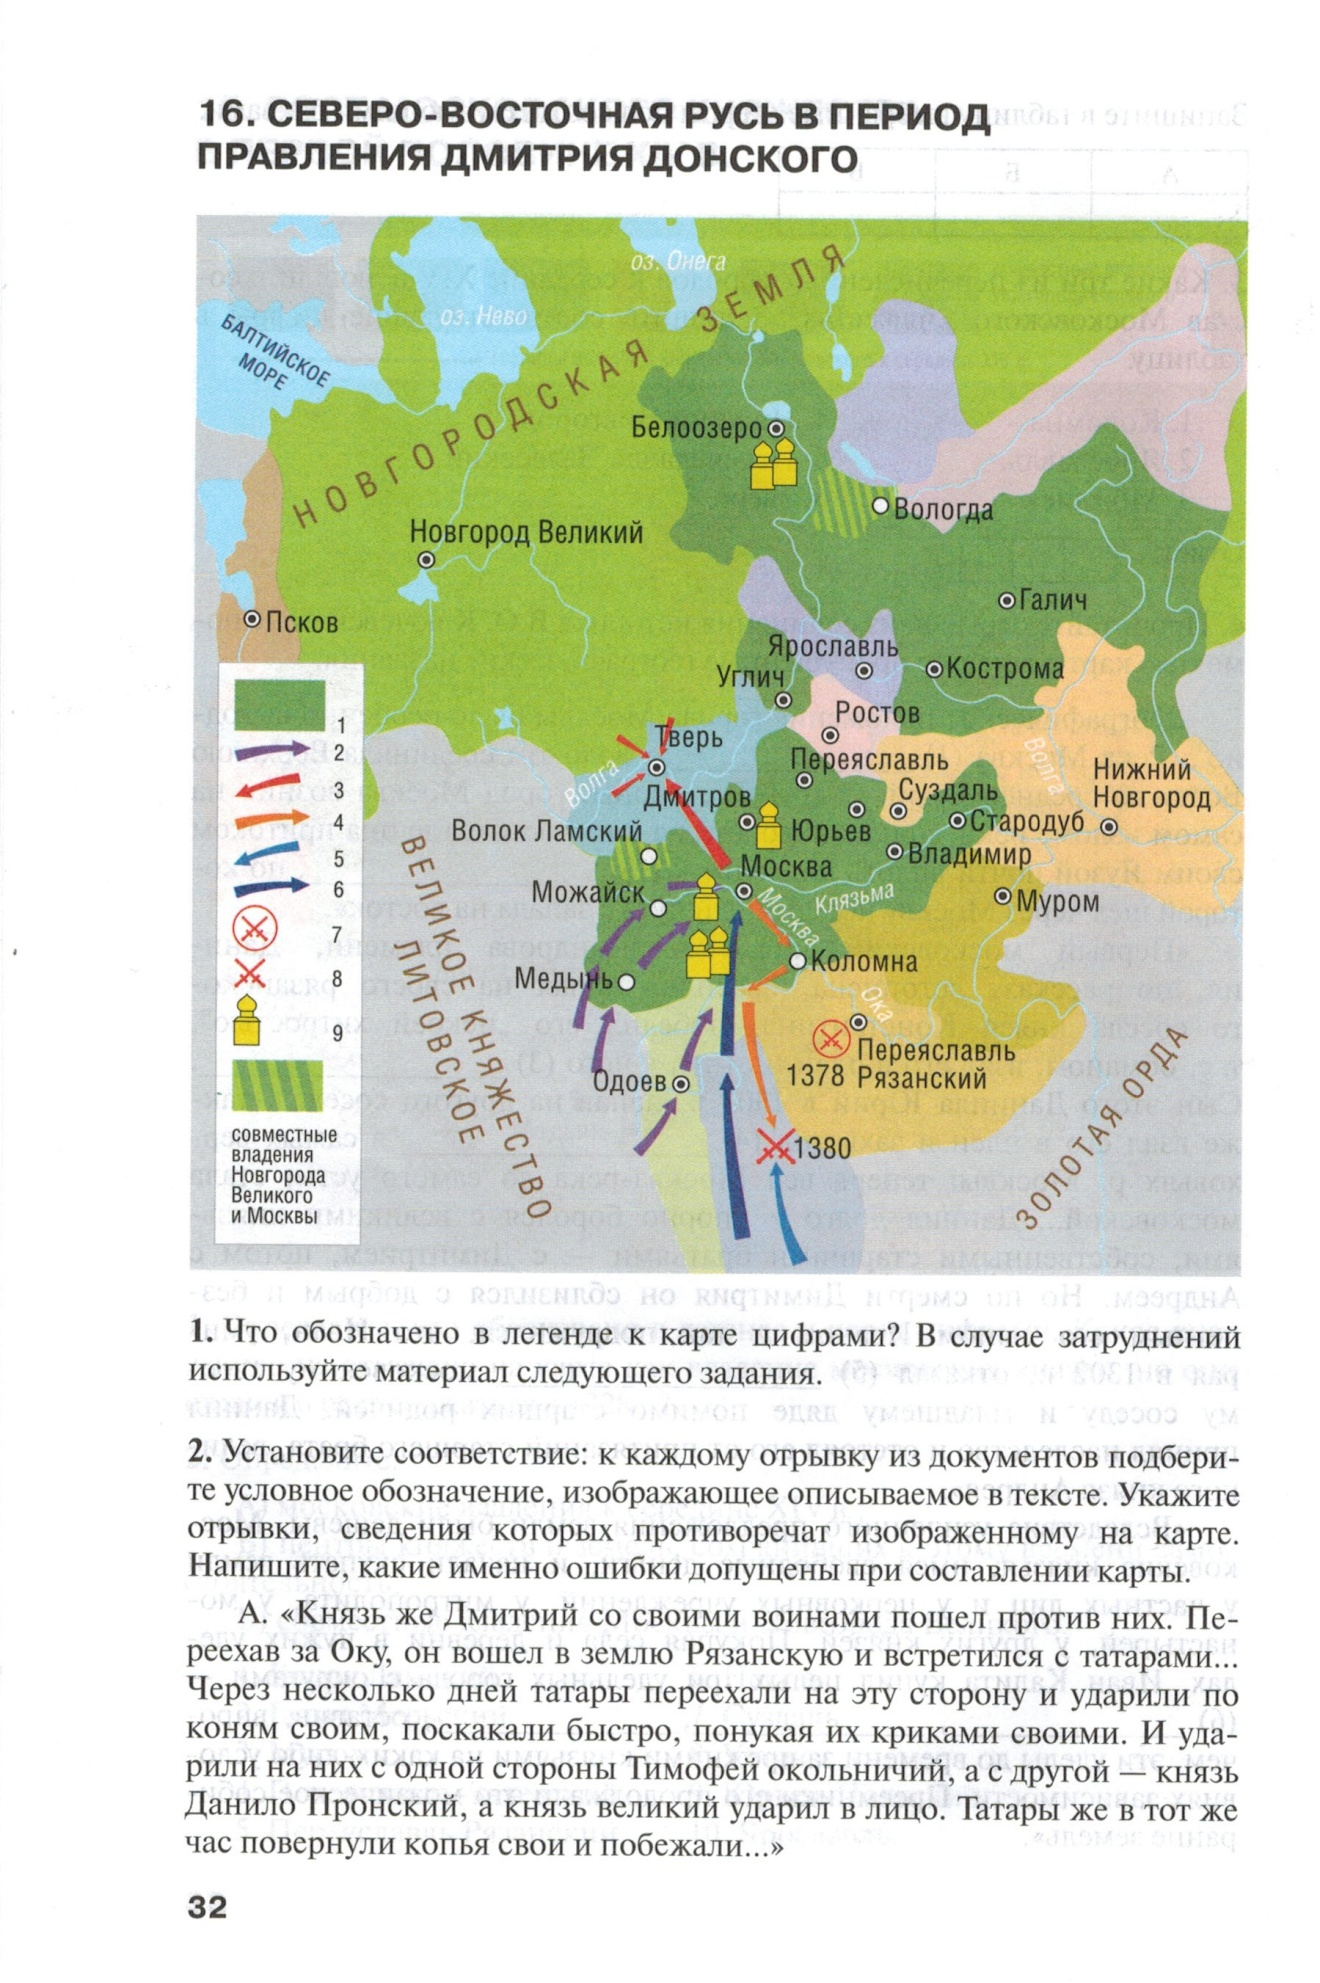 16. СЕВЕРО-ВОСТОЧНАЯ РУСЬ В ПЕРИОД
ПРАВЛЕНИЯ ДМИТРИЯ ДОНСКОГО
оз. Онега
НОВГОРОДСКАЯ ЗЕМЛЯ
оз. Нево
БАЛТИЙСКОЕ
МОРЕ
Белоозеро
Вологда
Новгород Великий
Галич
Псков
Ярославль
Кострома
Углич
Ростов
Тверь
Волга
Волга
Переяславль
Нижний
Новгород
Дмитров
Суздаль
Стародуб
Волок Ламский
Юрьев
Владимир
Москва
Можайск
Клязьма
Муром
Москва
Коломна
Медынь
Ока
ВЕЛИКОЕ КНЯЖЕСТВО
ЛИТОВСКОЕ
Переяславль
Рязанский
1378
Одоев
1380
ЗОЛОТАЯ ОРДА
1
2
3
4
5
6
7
8
9
совместные
владения
Новгорода
Великого
и Москвы
1. Что обозначено в легенде к карте цифрами? В случае затруднений
используйте материал следующего задания.
2. Установите соответствие: к каждому отрывку из документов подбери-
те условное обозначение, изображающее описываемое в тексте. Укажите
отрывки, сведения которых противоречат изображенному на карте.
Напишите, какие именно ошибки допущены при составлении карты.
А. «Князь же Дмитрий со своими воинами пошел против них. Пе-
реехав за Оку, он вошел в землю Рязанскую и встретился с татарами...
Через несколько дней татары переехали на эту сторону и ударили по
коням своим, поскакали быстро, понукая их криками своими. И уда-
рили на них с одной стороны Тимофей окольничий, а с другой — князь
Данило Пронский, а князь великий ударил в лицо. Татары же в тот же
час повернули копья свои и побежали...»
32